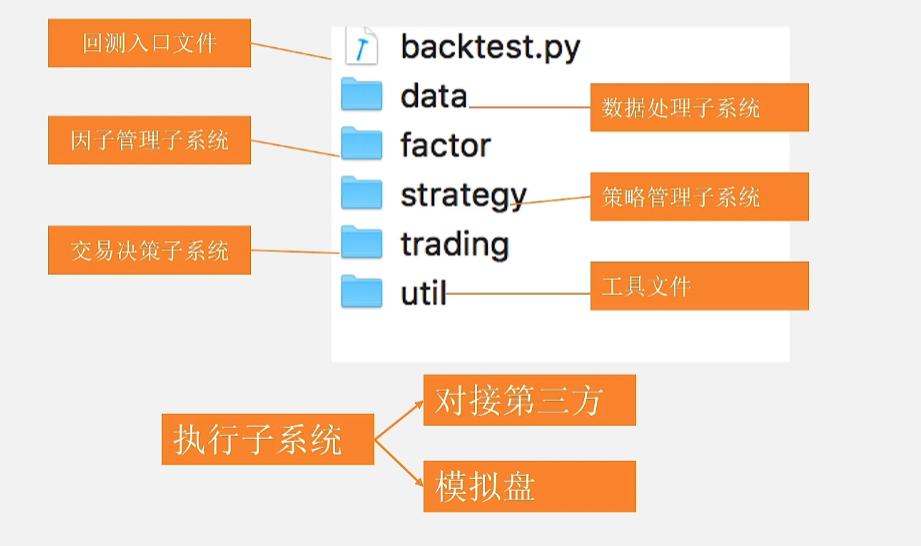 回测入口文件
backtest.py
data
数据处理子系统
因子管理子系统
factor
strategy
策略管理子系统
交易决策子系统
trading
util
工具文件
执行子系统
对接第三方
模拟盘